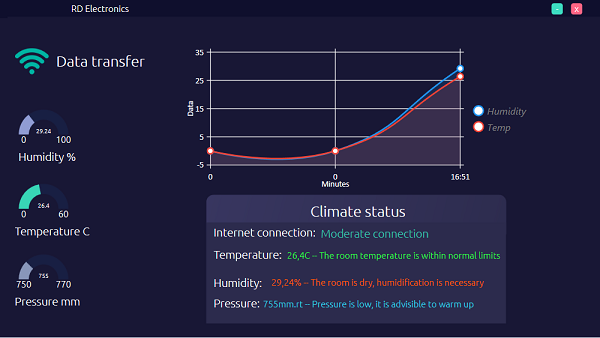 RD Electronics
- x
Data transfer
29.24
0 100
Humidity %
26.4
0 60
Temperature C
755
750 770
Pressure mm
35
25
15
5
-5
Data
0 0 16:51
Minutes
Humidity
Temp
Climate status
Internet connection: Moderate connection
Temperature: 26,4C – The room temperature is within normal limits
Humidity: 29,24% – The room is dry, humidification is necessary
Pressure: 755mm.rt – Pressure is low, it is advisible to warm up